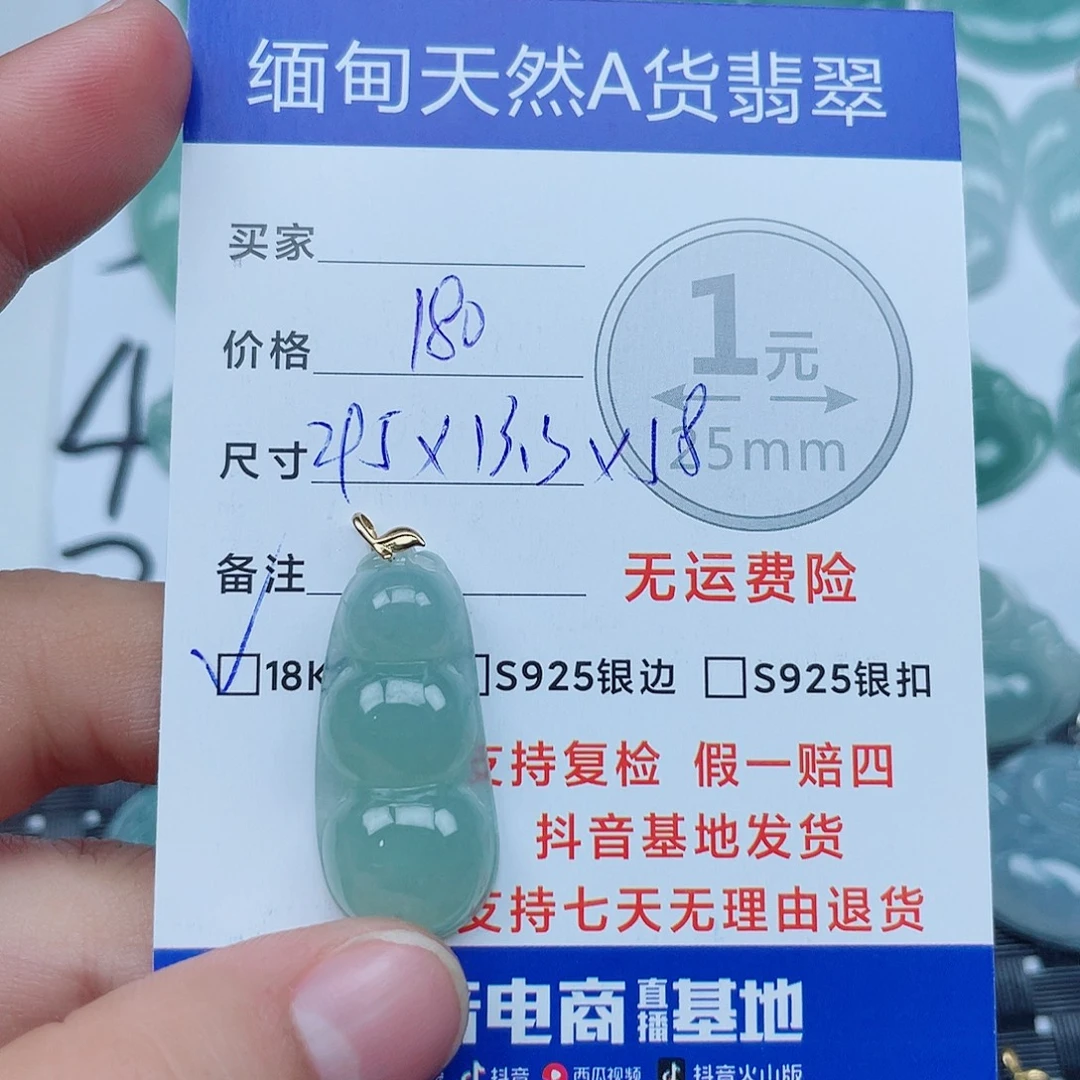 缅甸天然A货翡翠
买家
价格 180
1元
25mm
尺寸
备注
无运费险
18K
S925银边
S925银扣
支持复检 假一赔四
抖音基地发货
支持七天无理由退货
电商直播基地
抖音 西瓜视频 抖音火山版
4